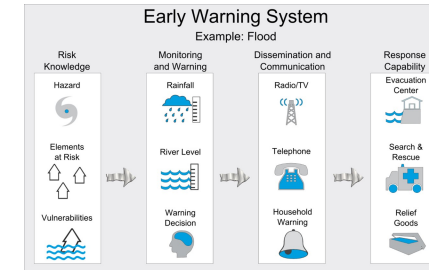 Early Warning System
Example: Flood
Risk
Knowledge
Hazard
Elements
at Risk
Vulnerabilities
Monitoring
and Warning
Rainfall
River Level
Warning
Decision
Dissemination and
Communication
Radio/TV
Telephone
Household
Warning
Response
Capability
Evacuation
Center
Search &
Rescue
Relief
Goods